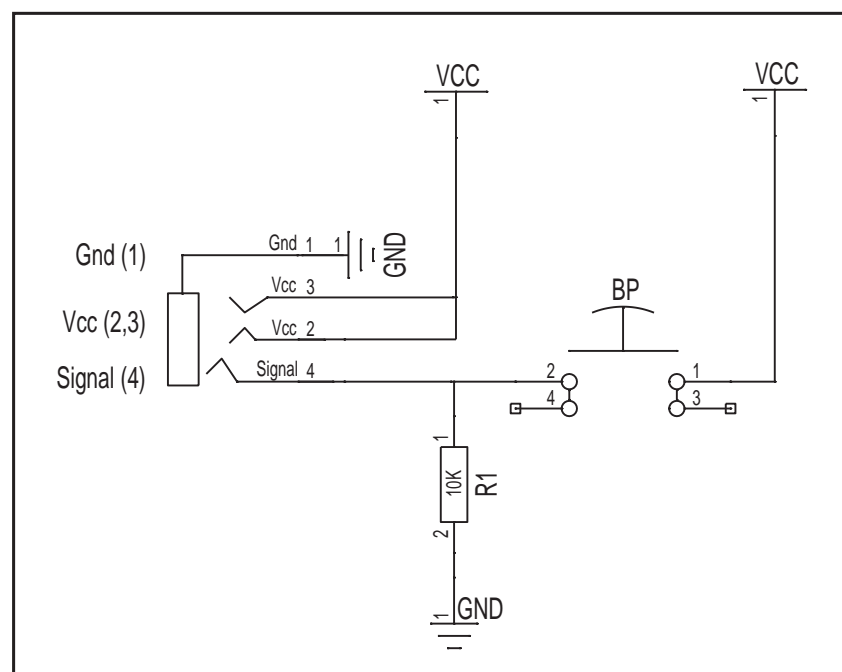 VCC
VCC
1
1
Gnd (1)
Gnd 1
1
GND
Vcc 3
BP
Vcc (2,3)
Vcc 2
Signal (4)
Signal 4
2
1
4
3
1
10K
R1
2
1
GND